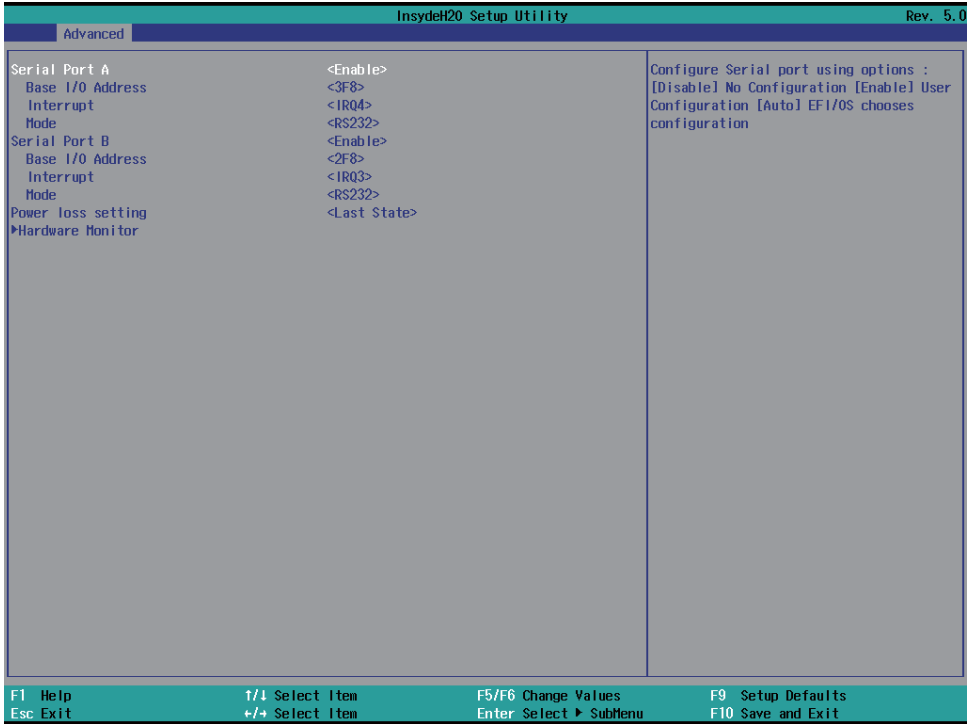 InsydeH20 Setup Utility Rev. 5.0
Advanced
Serial Port A <Enable>
Base I/O Address <3F8>
Interrupt <IRQ4>
Mode <RS232>
Serial Port B <Enable>
Base I/O Address <2F8>
Interrupt <IRQ3>
Mode <RS232>
Power loss setting <Last State>
▶Hardware Monitor
Configure Serial port using options :
[Disable] No Configuration [Enable] User
Configuration [Auto] EFI/OS chooses
configuration
F1 Help ↑/↓ Select Item F5/F6 Change Values F9 Setup Defaults
Esc Exit ←/→ Select Item Enter Select ▶ SubMenu F10 Save and Exit